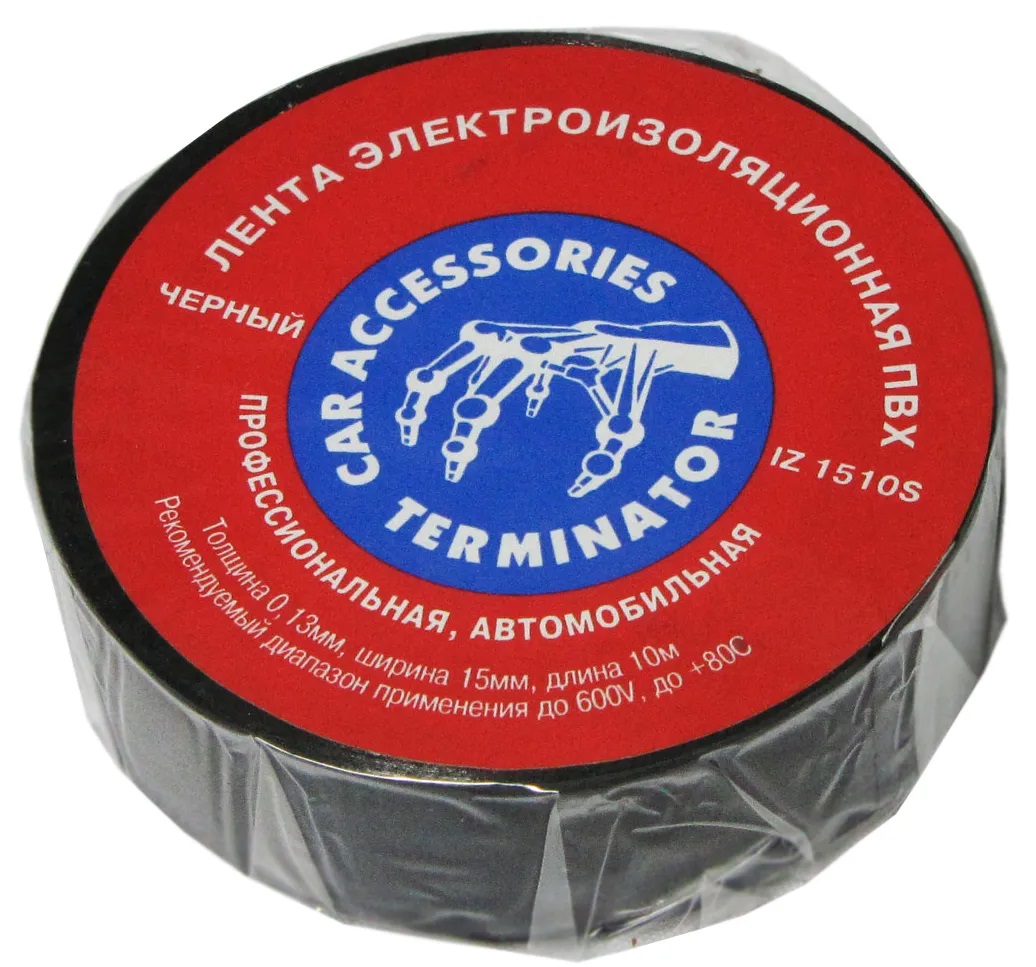 ЛЕНТА ЭЛЕКТРОИЗОЛЯЦИОННАЯ ПВХ
ЧЕРНЫЙ
CAR ACCESSORIES
TERMINATOR
IZ 1510S
ПРОФЕССИОНАЛЬНАЯ, АВТОМОБИЛЬНАЯ
Толщина 0,13мм, ширина 15мм, длина 10м
Рекомендуемый диапазон применения до 600V, до +80С